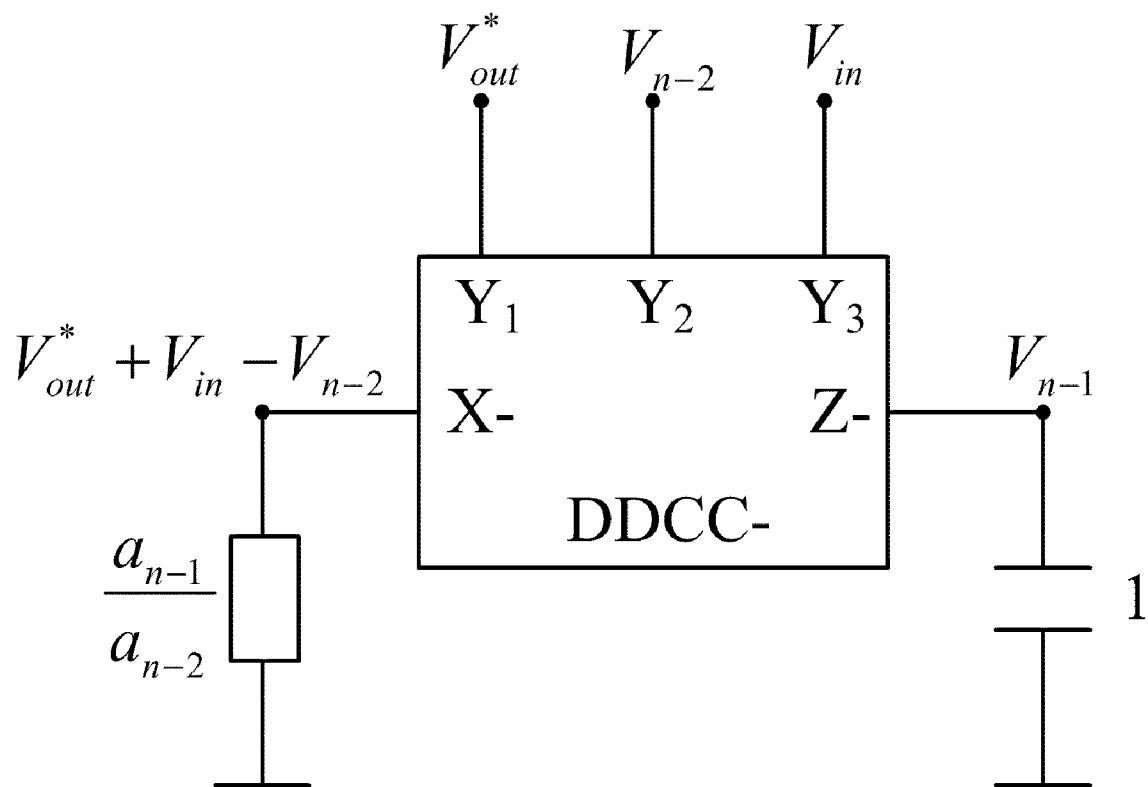 V*out Vn−2 Vin
Y1 Y2 Y3
V*out + Vin − Vn−2
Vn−1
X- Z-
DDCC-
an−1
an−2
1